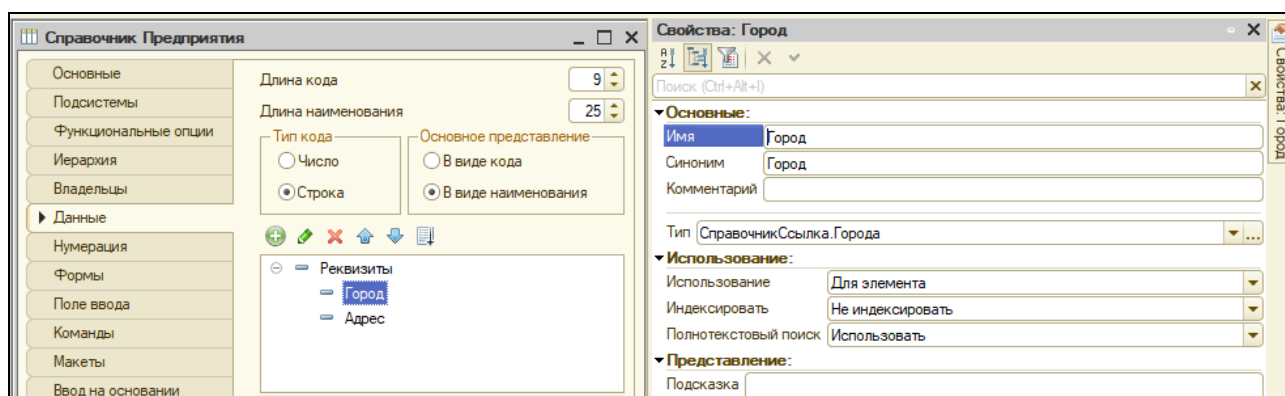 Справочник Предприятия
Основные
Подсистемы
Функциональные опции
Иерархия
Владельцы
Данные
Нумерация
Формы
Поле ввода
Команды
Макеты
Ввод на основании
Длина кода 9
Длина наименования 25
Тип кода
Число
Строка
Основное представление
В виде кода
В виде наименования
Реквизиты
Город
Адрес
Свойства: Город
Поиск (Ctrl+Alt+I)
Основные:
Имя Город
Синоним Город
Комментарий
Тип СправочникСсылка.Города
Использование:
Использование Для элемента
Индексировать Не индексировать
Полнотекстовый поиск Использовать
Представление:
Подсказка
Свойства: Город